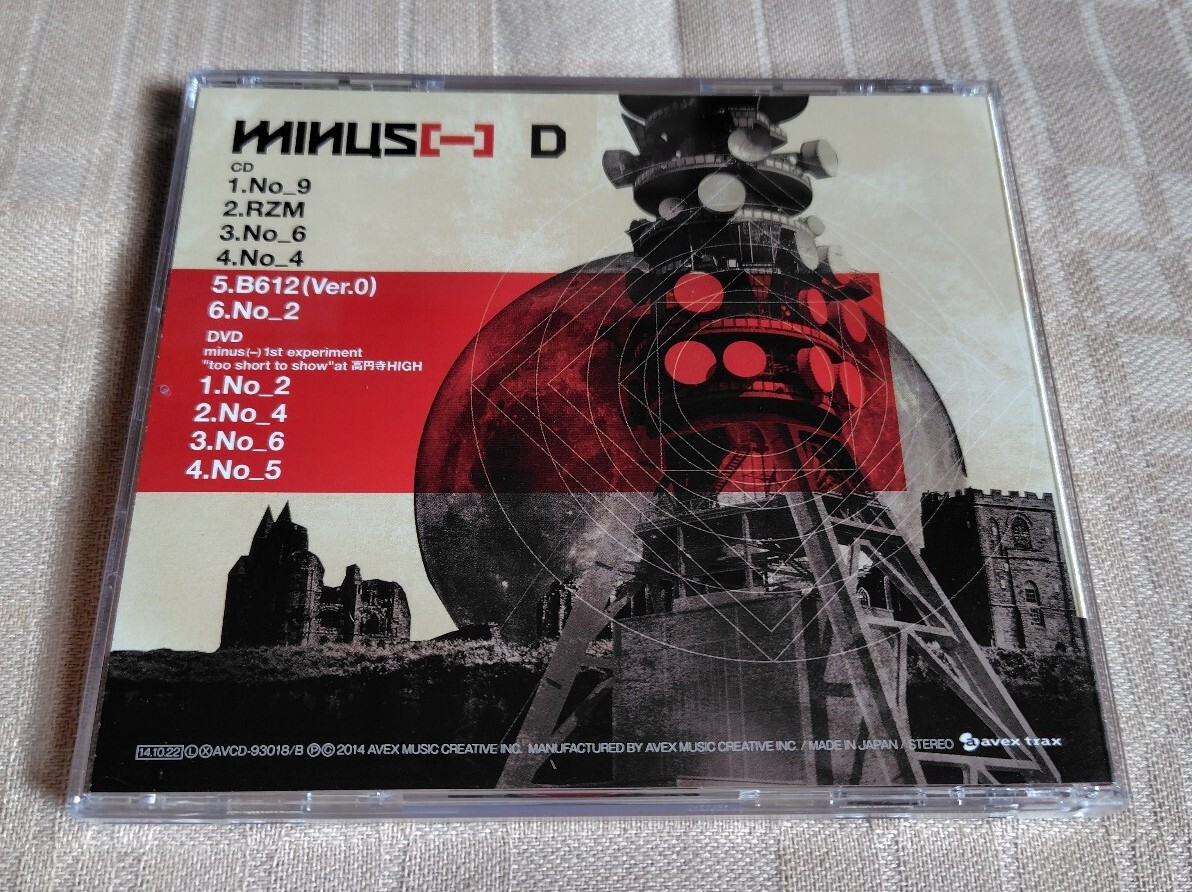 minus(-) D
CD
1.No_9
2.RZM
3.No_6
4.No_4
5.B612(Ver.0)
6.No_2
DVD
minus(-) 1st experiment
"too short to show"at 高円寺HIGH
1.No_2
2.No_4
3.No_6
4.No_5
14.10.22 Ⓛ Ⓧ AVCD-93018/B ℗ © 2014 AVEX MUSIC CREATIVE INC. MANUFACTURED BY AVEX MUSIC CREATIVE INC. / MADE IN JAPAN / STEREO avex trax